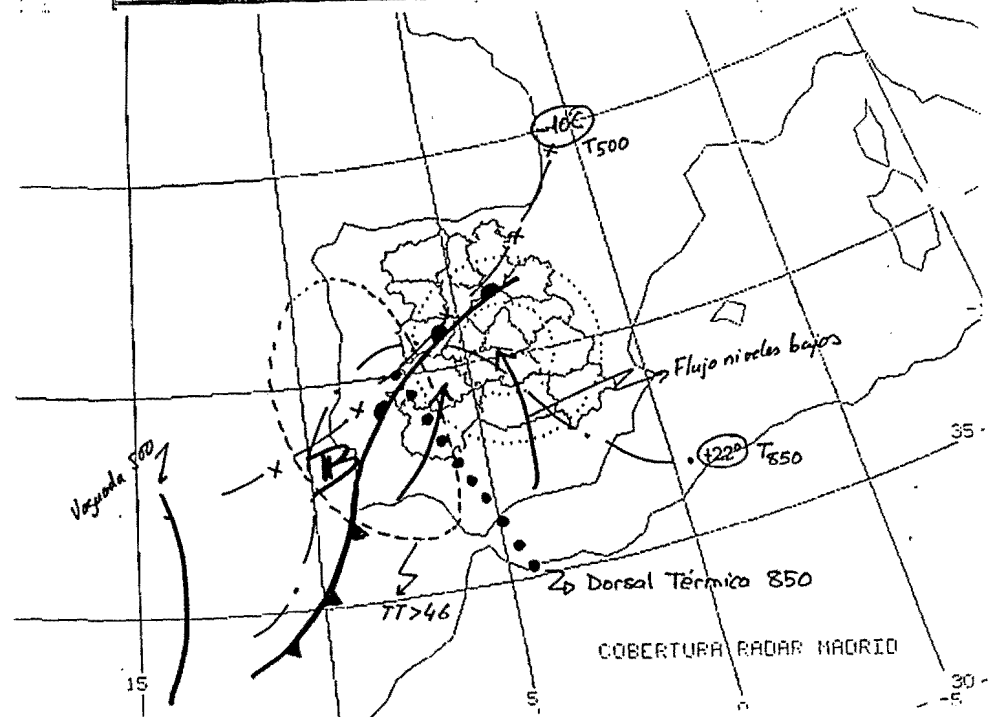 -10°C
T500
Flujo niveles bajos
Vaguada 500
35
+22°
T850
B
Dorsal Térmica 850
TT>46
COBERTURA RADAR MADRID
15
5
0
30
-5